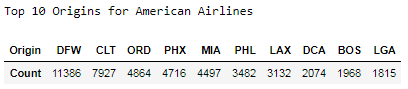 Top 10 Origins for American Airlines
Origin DFW CLT ORD PHX MIA PHL LAX DCA BOS LGA
Count 11386 7927 4864 4716 4497 3482 3132 2074 1968 1815